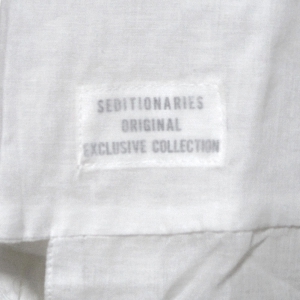 SEDITIONARIES
ORIGINAL
EXCLUSIVE COLLECTION